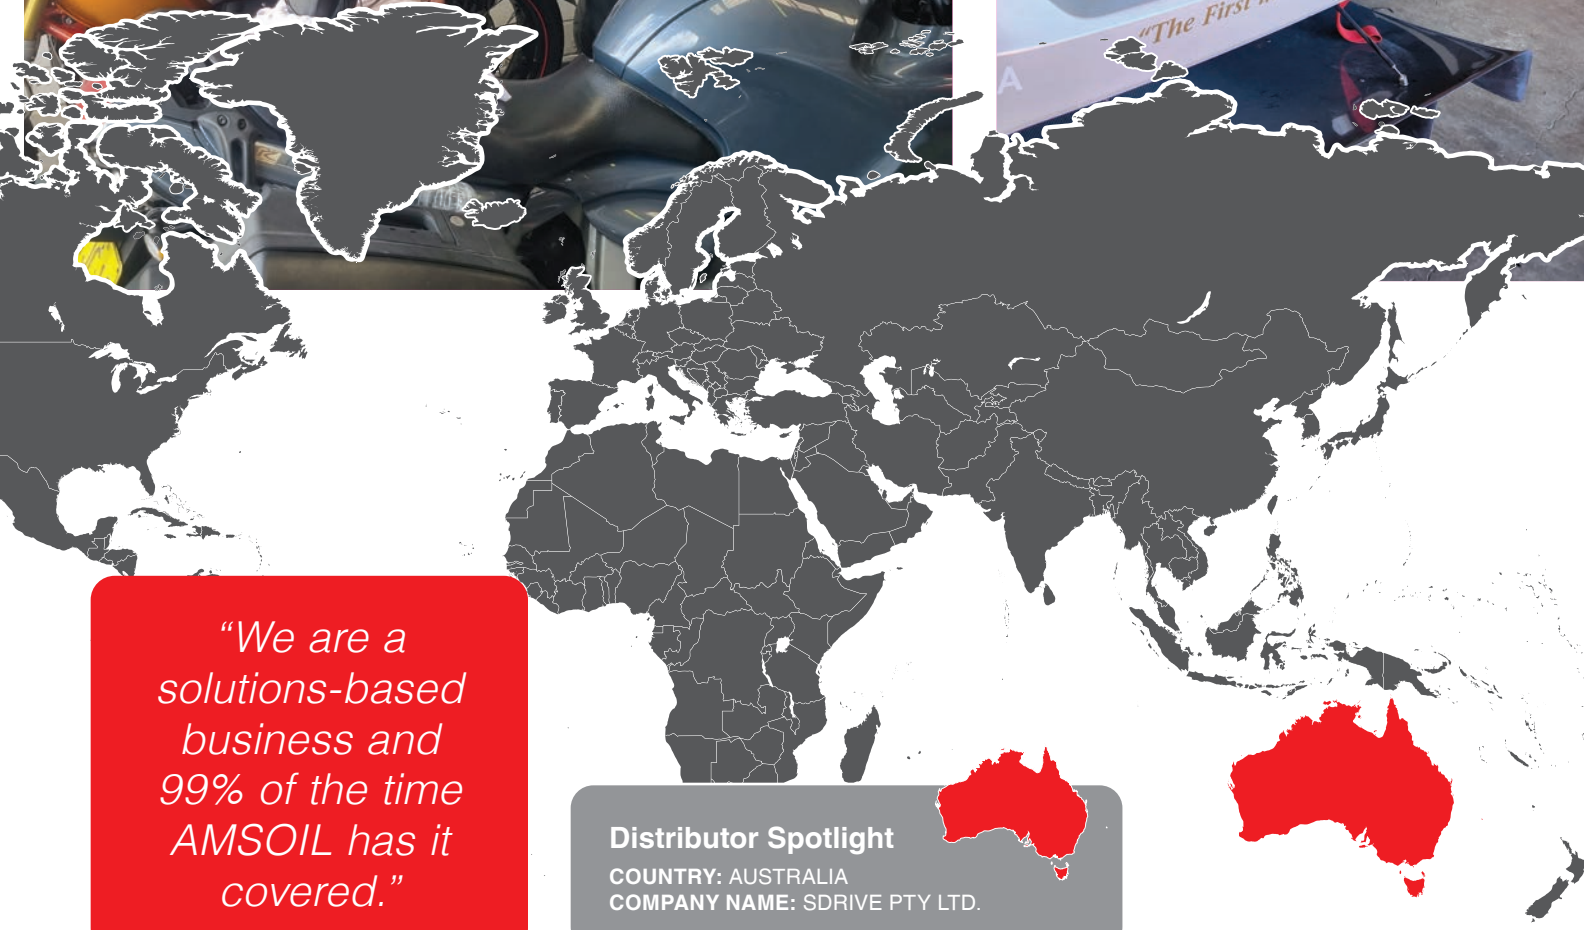 "The First
A
R
“We are a
solutions-based
business and
99% of the time
AMSOIL has it
covered.”
Distributor Spotlight
COUNTRY: AUSTRALIA
COMPANY NAME: SDRIVE PTY LTD.